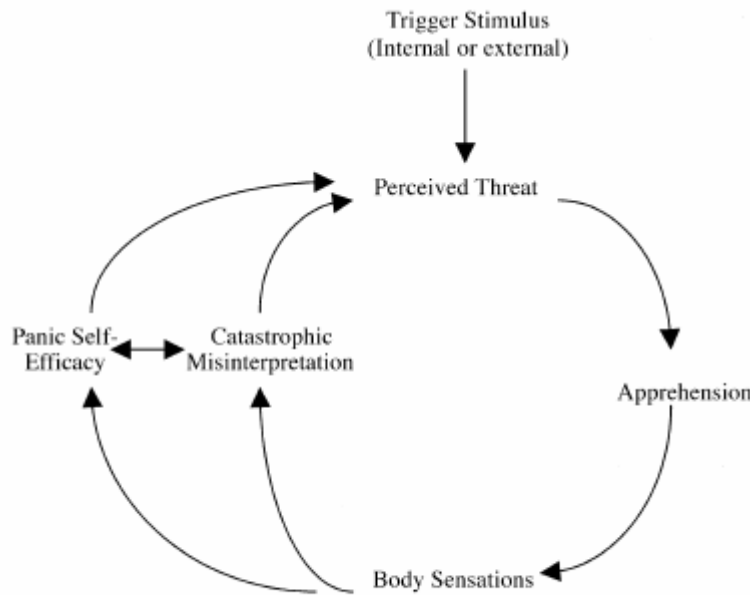 Trigger Stimulus
(Internal or external)
Perceived Threat
Panic Self-
Efficacy
Catastrophic
Misinterpretation
Apprehension
Body Sensations